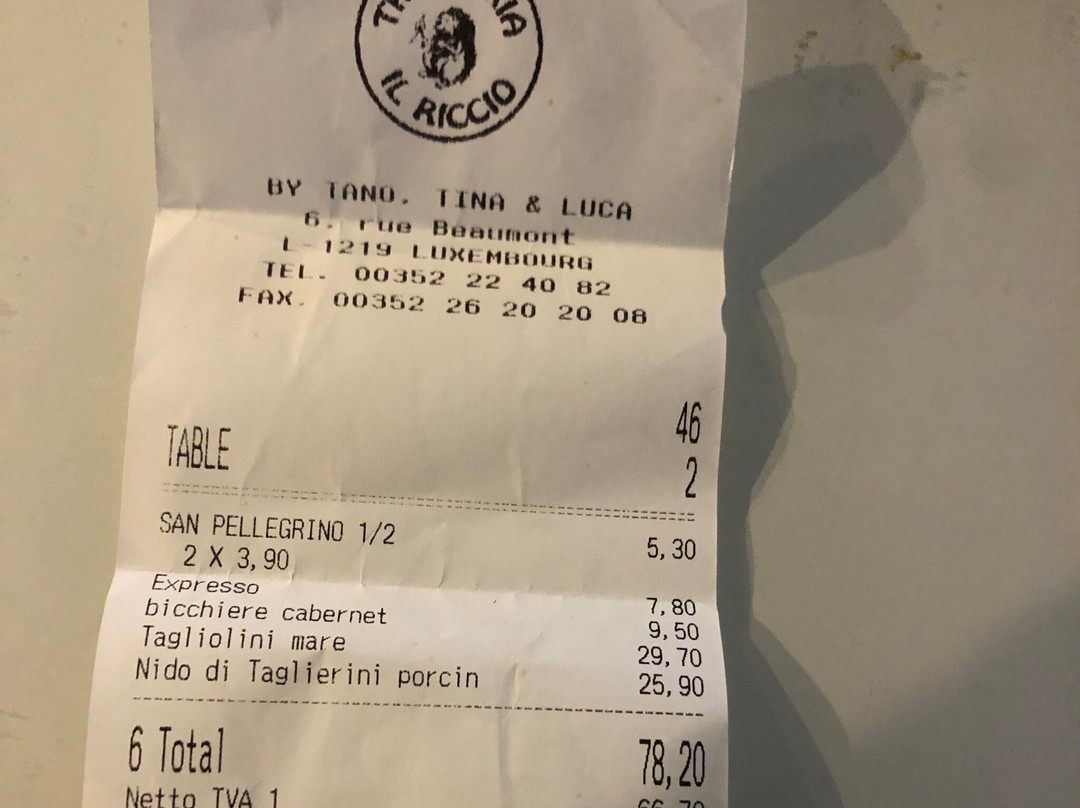 IL RICCIO
BY TANO. TINA & LUCA
6. rue Beaumont
L-1219 LUXEMBOURG
TEL. 00352 22 40 82
FAX. 00352 26 20 20 08
46
TABLE 2
SAN PELLEGRINO 1/2 5,30
2 X 3,90
Expresso 7,80
bicchiere cabernet 9,50
Tagliolini mare 29,70
Nido di Taglierini porcin 25,90
6 Total 78,20
Netto TVA 1